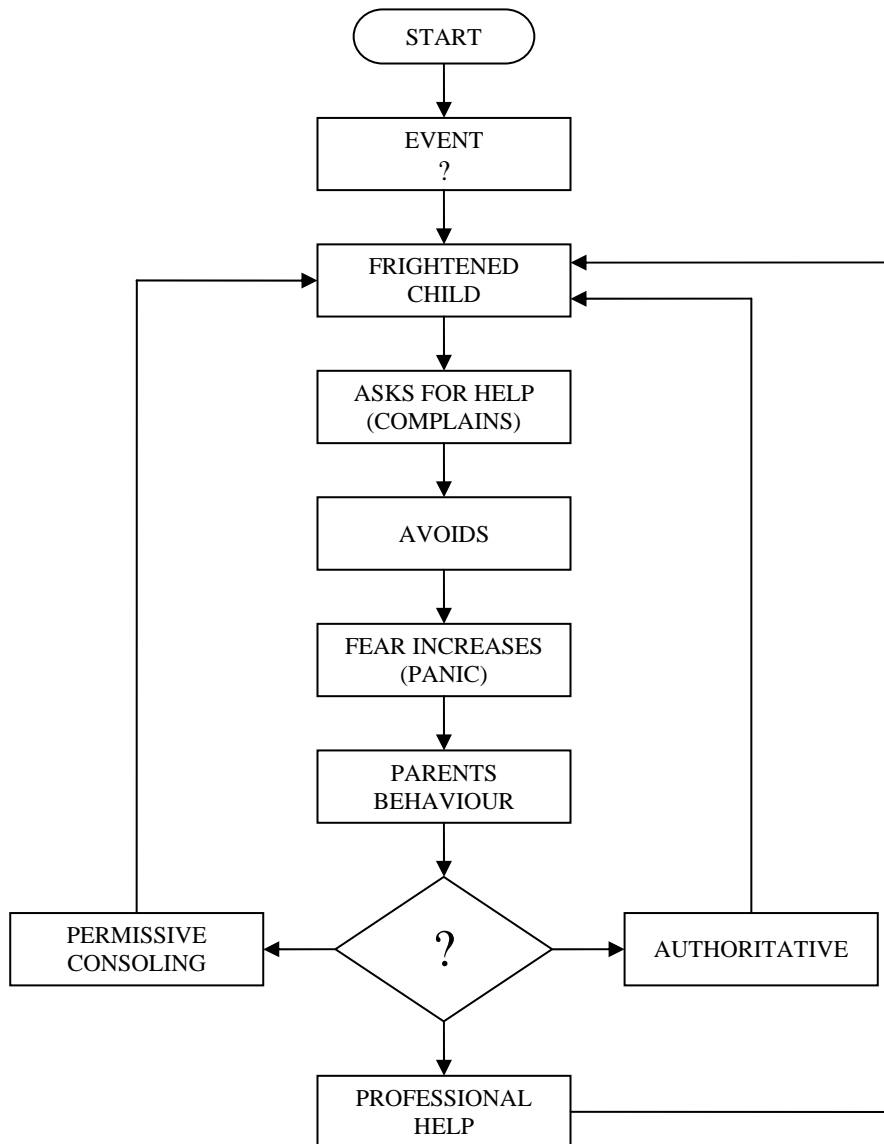 START
EVENT
?
FRIGHTENED
CHILD
ASKS FOR HELP
(COMPLAINS)
AVOIDS
FEAR INCREASES
(PANIC)
PARENTS
BEHAVIOUR
PERMISSIVE
CONSOLING
?
AUTHORITATIVE
PROFESSIONAL
HELP